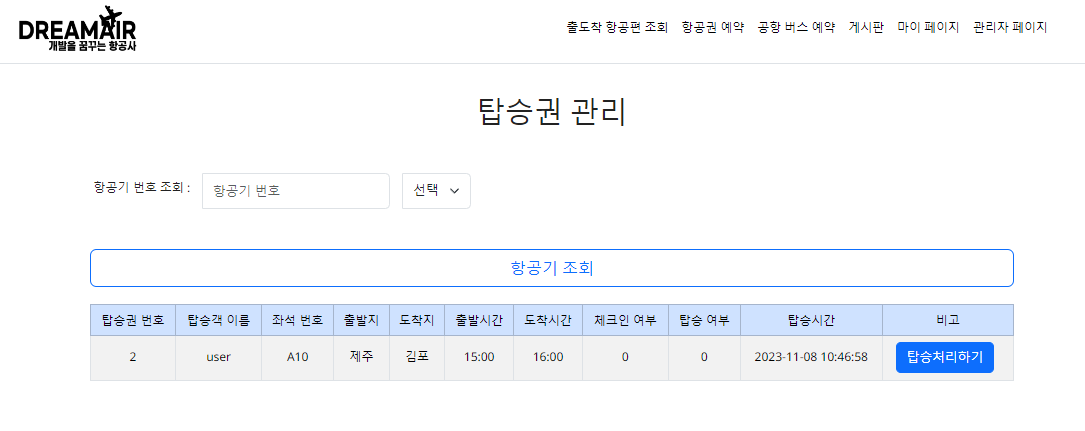 DREAMAIR
개발을 꿈꾸는 항공사
출도착 항공편 조회 항공권 예약 공항 버스 예약 게시판 마이 페이지 관리자 페이지
탑승권 관리
항공기 번호 조회 : 항공기 번호 선택
항공기 조회
탑승권 번호 탑승객 이름 좌석 번호 출발지 도착지 출발시간 도착시간 체크인 여부 탑승 여부 탑승시간 비고
2 user A10 제주 김포 15:00 16:00 0 0 2023-11-08 10:46:58 탑승처리하기